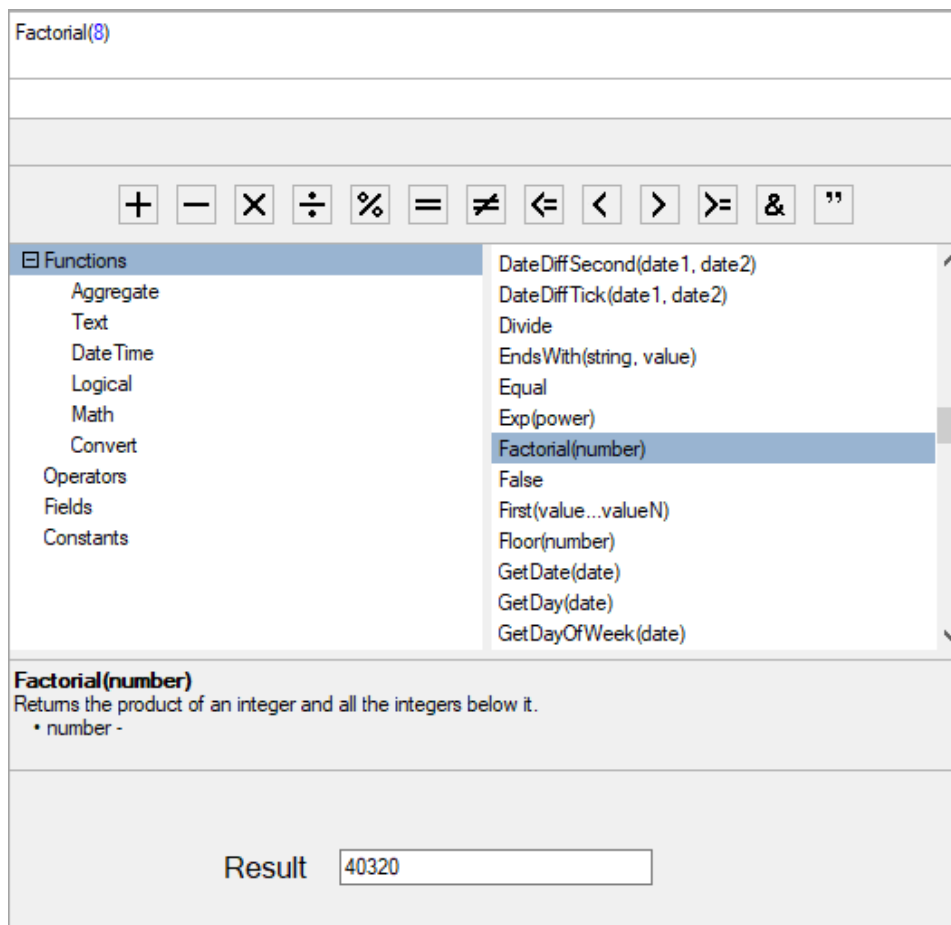 Factorial(8)
+ − × ÷ % = ≠ <= < > >= & "
Functions
Aggregate
Text
DateTime
Logical
Math
Convert
Operators
Fields
Constants
DateDiffSecond(date1, date2)
DateDiffTick(date1, date2)
Divide
EndsWith(string, value)
Equal
Exp(power)
Factorial(number)
False
First(value...valueN)
Floor(number)
GetDate(date)
GetDay(date)
GetDayOfWeek(date)
Factorial(number)
Returns the product of an integer and all the integers below it.
• number -
Result 40320